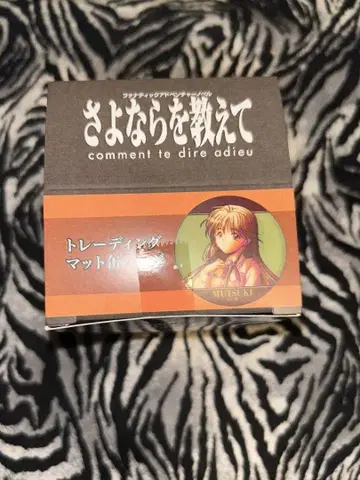 ファナティックアドベンチャーノベル
さよならを教えて
comment te dire adieu
トレーディング
マット缶
MUTSUKI